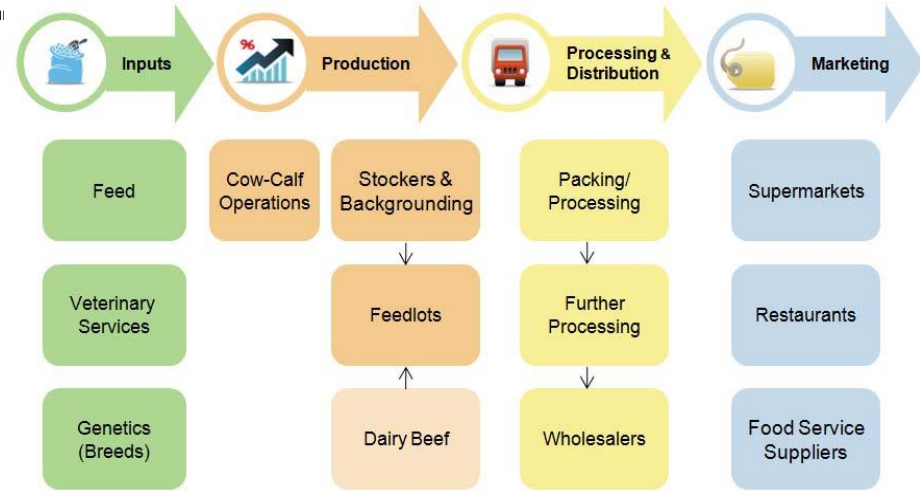 Inputs
%
Production
Processing &
Distribution
Marketing
Feed
Cow-Calf
Operations
Stockers &
Backgrounding
Packing/
Processing
Supermarkets
Veterinary
Services
Feedlots
Further
Processing
Restaurants
Genetics
(Breeds)
Dairy Beef
Wholesalers
Food Service
Suppliers